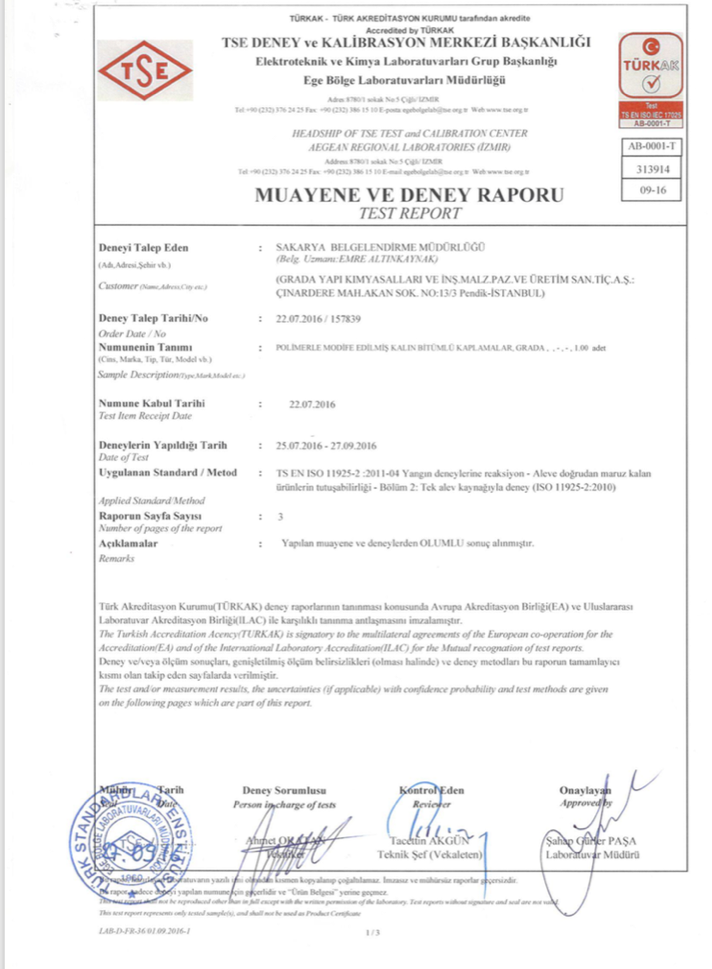 TÜRKAK - TÜRK AKREDİTASYON KURUMU tarafından akredite
Accredited by TÜRKAK
TSE DENEY ve KALİBRASYON MERKEZİ BAŞKANLIĞI
Elektroteknik ve Kimya Laboratuvarları Grup Başkanlığı
Ege Bölge Laboratuvarları Müdürlüğü
Adres:8780/1 sokak No:5 Çiğli/ İZMİR
Tel:+90 (232) 376 24 25 Fax: +90 (232) 386 15 10 E-posta egebolgelab@tse.org.tr Web:www.tse.org.tr
HEADSHIP OF TSE TEST and CALIBRATION CENTER
AEGEAN REGIONAL LABORATORIES (İZMİR)
Address:8780/1 sokak No:5 Çiğli/ İZMİR
Tel:+90 (232) 376 24 25 Fax: +90 (232) 386 15 10 E-mail egebolgelab@tse.org.tr Web:www.tse.org.tr
MUAYENE VE DENEY RAPORU
TEST REPORT
TSE
TÜRKAK
Test
TS EN ISO IEC 17025
AB-0001-T
AB-0001-T
313914
09-16
Deneyi Talep Eden : SAKARYA BELGELENDİRME MÜDÜRLÜĞÜ
(Adı,Adresi,Şehir vb.) (Belg. Uzmanı:EMRE ALTINKAYNAK)
Customer (Name,Adress,City etc.) (GRADA YAPI KİMYASALLARI VE İNŞ.MALZ.PAZ.VE ÜRETİM SAN.TİÇ.A.Ş.:
ÇINARDERE MAH.AKAN SOK. NO:13/3 Pendik-İSTANBUL)
Deney Talep Tarihi/No : 22.07.2016 / 157839
Order Date / No
Numunenin Tanımı : POLİMERLE MODİFE EDİLMİŞ KALIN BİTÜMLÜ KAPLAMALAR, GRADA , , - , - , 1.00 adet
(Cins, Marka, Tip, Tür, Model vb.)
Sample Description(Type,Mark,Model etc.)
Numune Kabul Tarihi : 22.07.2016
Test Item Receipt Date
Deneylerin Yapıldığı Tarih : 25.07.2016 - 27.09.2016
Date of Test
Uygulanan Standard / Metod : TS EN ISO 11925-2 :2011-04 Yangın deneylerine reaksiyon - Aleve doğrudan maruz kalan
ürünlerin tutuşabilirliği - Bölüm 2: Tek alev kaynağıyla deney (ISO 11925-2:2010)
Applied Standard/Method
Raporun Sayfa Sayısı : 3
Number of pages of the report
Açıklamalar : Yapılan muayene ve deneylerden OLUMLU sonuç alınmıştır.
Remarks
Türk Akreditasyon Kurumu(TÜRKAK) deney raporlarının tanınması konusunda Avrupa Akreditasyon Birliği(EA) ve Uluslararası
Laboratuvar Akreditasyon Birliği(ILAC) ile karşılıklı tanınma antlaşmasını imzalamıştır.
The Turkish Accreditation Acency(TURKAK) is signatory to the multilateral agreements of the European co-operation for the
Accreditation(EA) and of the International Laboratory Accreditation(ILAC) for the Mutual recognation of test reports.
Deney ve/veya ölçüm sonuçları, genişletilmiş ölçüm belirsizlikleri (olması halinde) ve deney metodları bu raporun tamamlayıcı
kısmı olan takip eden sayfalarda verilmiştir.
The test and/or measurement results, the uncertainties (if applicable) with confidence probability and test methods are given
on the following pages which are part of this report.
Mühür Tarih Deney Sorumlusu Kontrol Eden Onaylayan
Seal Date Person in charge of tests Reviewer Approved by
TÜRK STANDARDLARI ENSTİTÜSÜ
EGE BÖLGE LABORATUVARLARI MÜDÜRLÜĞÜ
1960
Ahmet Tacettin AKGÜN Şahap Gürler PAŞA
Teknik Şef (Vekaleten) Laboratuvar Müdürü
laboratuvarın yazılı izni olmadan kısmen kopyalanıp çoğaltılamaz. İmzasız ve mühürsüz raporlar geçersizdir.
Bu rapor sadece deneyi yapılan numune için geçerlidir ve "Ürün Belgesi" yerine geçmez.
This test report shall not be reproduced other than in full except with the written permission of the laboratory. Test reports without signature and seal are not valid.
This test report represents only tested sample(s), and shall not be used as Product Certificate
LAB-D-FR-36/01.09.2016-1
1 / 3